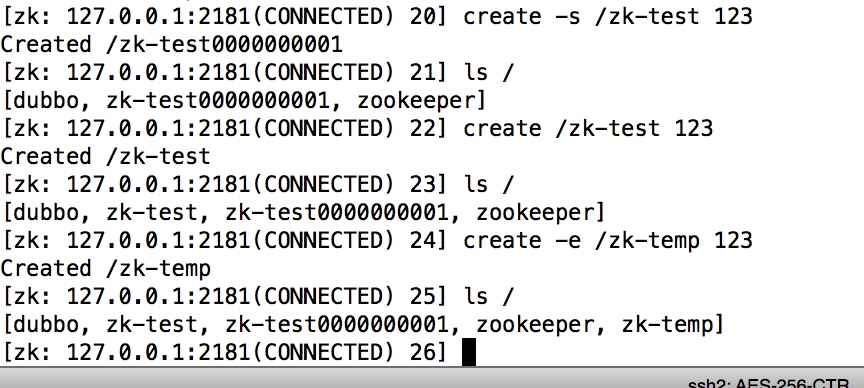 [zk: 127.0.0.1:2181(CONNECTED) 20] create -s /zk-test 123
Created /zk-test0000000001
[zk: 127.0.0.1:2181(CONNECTED) 21] ls /
[dubbo, zk-test0000000001, zookeeper]
[zk: 127.0.0.1:2181(CONNECTED) 22] create /zk-test 123
Created /zk-test
[zk: 127.0.0.1:2181(CONNECTED) 23] ls /
[dubbo, zk-test, zk-test0000000001, zookeeper]
[zk: 127.0.0.1:2181(CONNECTED) 24] create -e /zk-temp 123
Created /zk-temp
[zk: 127.0.0.1:2181(CONNECTED) 25] ls /
[dubbo, zk-test, zk-test0000000001, zookeeper, zk-temp]
[zk: 127.0.0.1:2181(CONNECTED) 26]
ssh2: AES-256-CTR